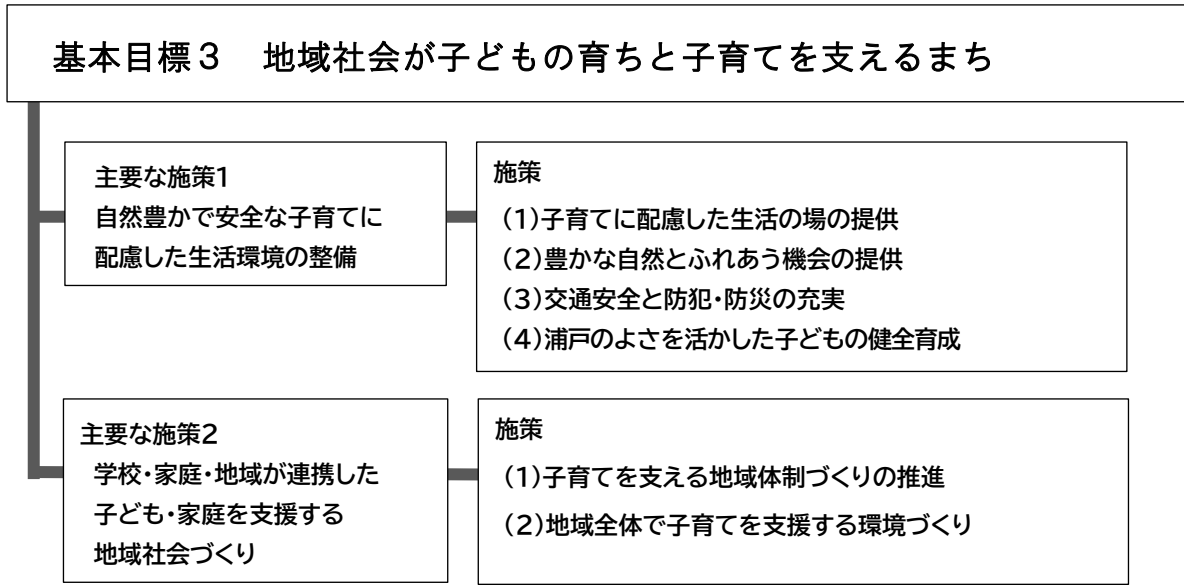 基本目標３　地域社会が子どもの育ちと子育てを支えるまち
主要な施策1
自然豊かで安全な子育てに
配慮した生活環境の整備
施策
(1)子育てに配慮した生活の場の提供
(2)豊かな自然とふれあう機会の提供
(3)交通安全と防犯・防災の充実
(4)浦戸のよさを活かした子どもの健全育成
主要な施策2
学校・家庭・地域が連携した
子ども・家庭を支援する
地域社会づくり
施策
(1)子育てを支える地域体制づくりの推進
(2)地域全体で子育てを支援する環境づくり